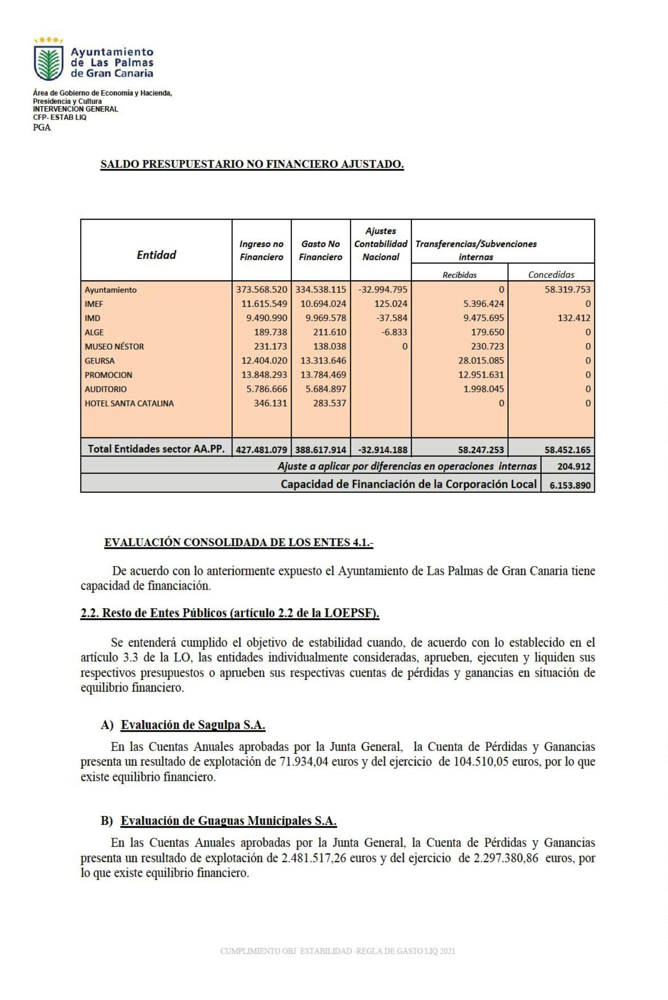 Ayuntamiento
de Las Palmas
de Gran Canaria
Área de Gobierno de Economía y Hacienda,
Presidencia y Cultura
INTERVENCION GENERAL
CFP- ESTAB LIQ
PGA
SALDO PRESUPUESTARIO NO FINANCIERO AJUSTADO.
Entidad Ingreso no Financiero Gasto No Financiero Ajustes Contabilidad Nacional Transferencias/Subvenciones internas
Recibidas Concedidas
Ayuntamiento 373.568.520 334.538.115 -32.994.795 0 58.319.753
IMEF 11.615.549 10.694.024 125.024 5.396.424 0
IMD 9.490.990 9.969.578 -37.584 9.475.695 132.412
ALGE 189.738 211.610 -6.833 179.650 0
MUSEO NÉSTOR 231.173 138.038 0 230.723 0
GEURSA 12.404.020 13.313.646 28.015.085 0
PROMOCION 13.848.293 13.784.469 12.951.631 0
AUDITORIO 5.786.666 5.684.897 1.998.045 0
HOTEL SANTA CATALINA 346.131 283.537 0 0
Total Entidades sector AA.PP. 427.481.079 388.617.914 -32.914.188 58.247.253 58.452.165
Ajuste a aplicar por diferencias en operaciones internas 204.912
Capacidad de Financiación de la Corporación Local 6.153.890
EVALUACIÓN CONSOLIDADA DE LOS ENTES 4.1.-
De acuerdo con lo anteriormente expuesto el Ayuntamiento de Las Palmas de Gran Canaria tiene
capacidad de financiación.
2.2. Resto de Entes Públicos (artículo 2.2 de la LOEPSF).
Se entenderá cumplido el objetivo de estabilidad cuando, de acuerdo con lo establecido en el
artículo 3.3 de la LO, las entidades individualmente consideradas, aprueben, ejecuten y liquiden sus
respectivos presupuestos o aprueben sus respectivas cuentas de pérdidas y ganancias en situación de
equilibrio financiero.
A) Evaluación de Sagulpa S.A.
En las Cuentas Anuales aprobadas por la Junta General, la Cuenta de Pérdidas y Ganancias
presenta un resultado de explotación de 71.934,04 euros y del ejercicio de 104.510,05 euros, por lo que
existe equilibrio financiero.
B) Evaluación de Guaguas Municipales S.A.
En las Cuentas Anuales aprobadas por la Junta General, la Cuenta de Pérdidas y Ganancias
presenta un resultado de explotación de 2.481.517,26 euros y del ejercicio de 2.297.380,86 euros, por
lo que existe equilibrio financiero.
CUMPLIMIENTO OBJ ESTABILIDAD -REGLA DE GASTO LIQ 2021